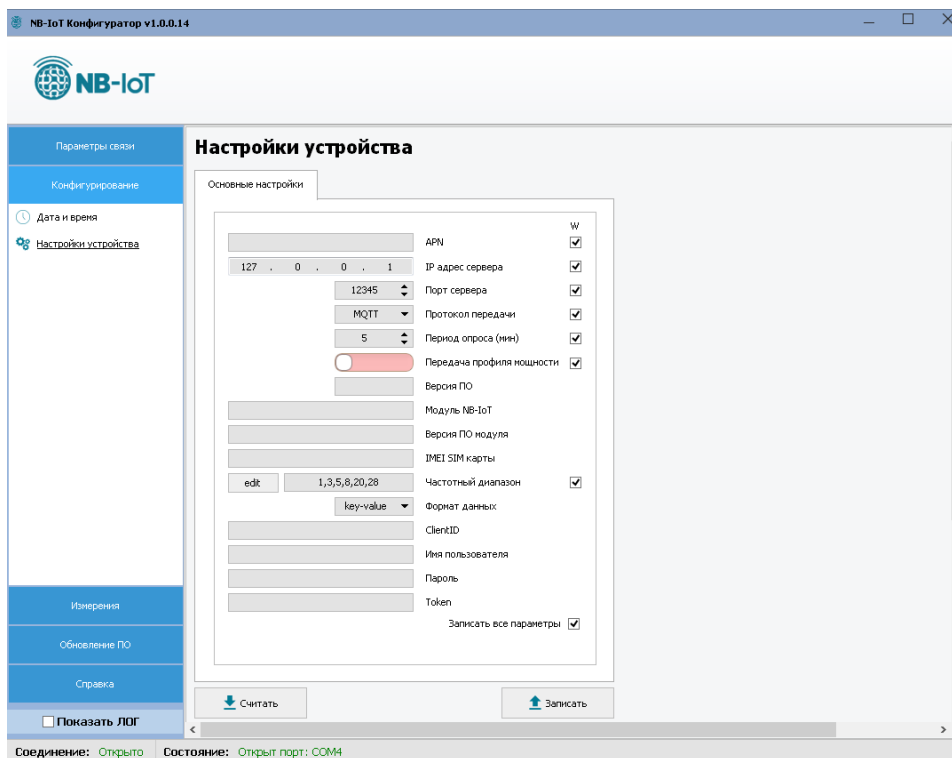 NB-IoT Конфигуратор v1.0.0.14
NB-IoT
Параметры связи
Конфигурирование
Дата и время
Настройки устройства
Измерения
Обновление ПО
Справка
Показать ЛОГ
Настройки устройства
Основные настройки
W
APN
127 . 0 . 0 . 1 IP адрес сервера
12345 Порт сервера
MQTT Протокол передачи
5 Период опроса (мин)
Передача профиля мощности
Версия ПО
Модуль NB-IoT
Версия ПО модуля
IMEI SIM карты
edit 1,3,5,8,20,28 Частотный диапазон
key-value Формат данных
ClientID
Имя пользователя
Пароль
Token
Записать все параметры
Считать Записать
Соединение: Открыто Состояние: Открыт порт: COM4